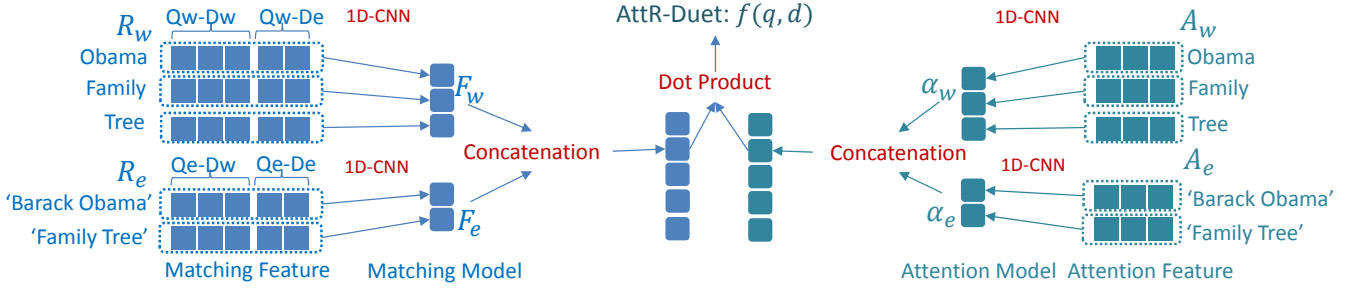 Qw-Dw Qw-De 1D-CNN
R_w
Obama
Family
Tree
F_w
Qe-Dw Qe-De 1D-CNN
R_e
‘Barack Obama’
‘Family Tree’
F_e
Matching Feature Matching Model
Concatenation
AttR-Duet: f(q, d)
Dot Product
Concatenation
1D-CNN
A_w
Obama
Family
Tree
α_w
1D-CNN
A_e
‘Barack Obama’
‘Family Tree’
α_e
Attention Model Attention Feature